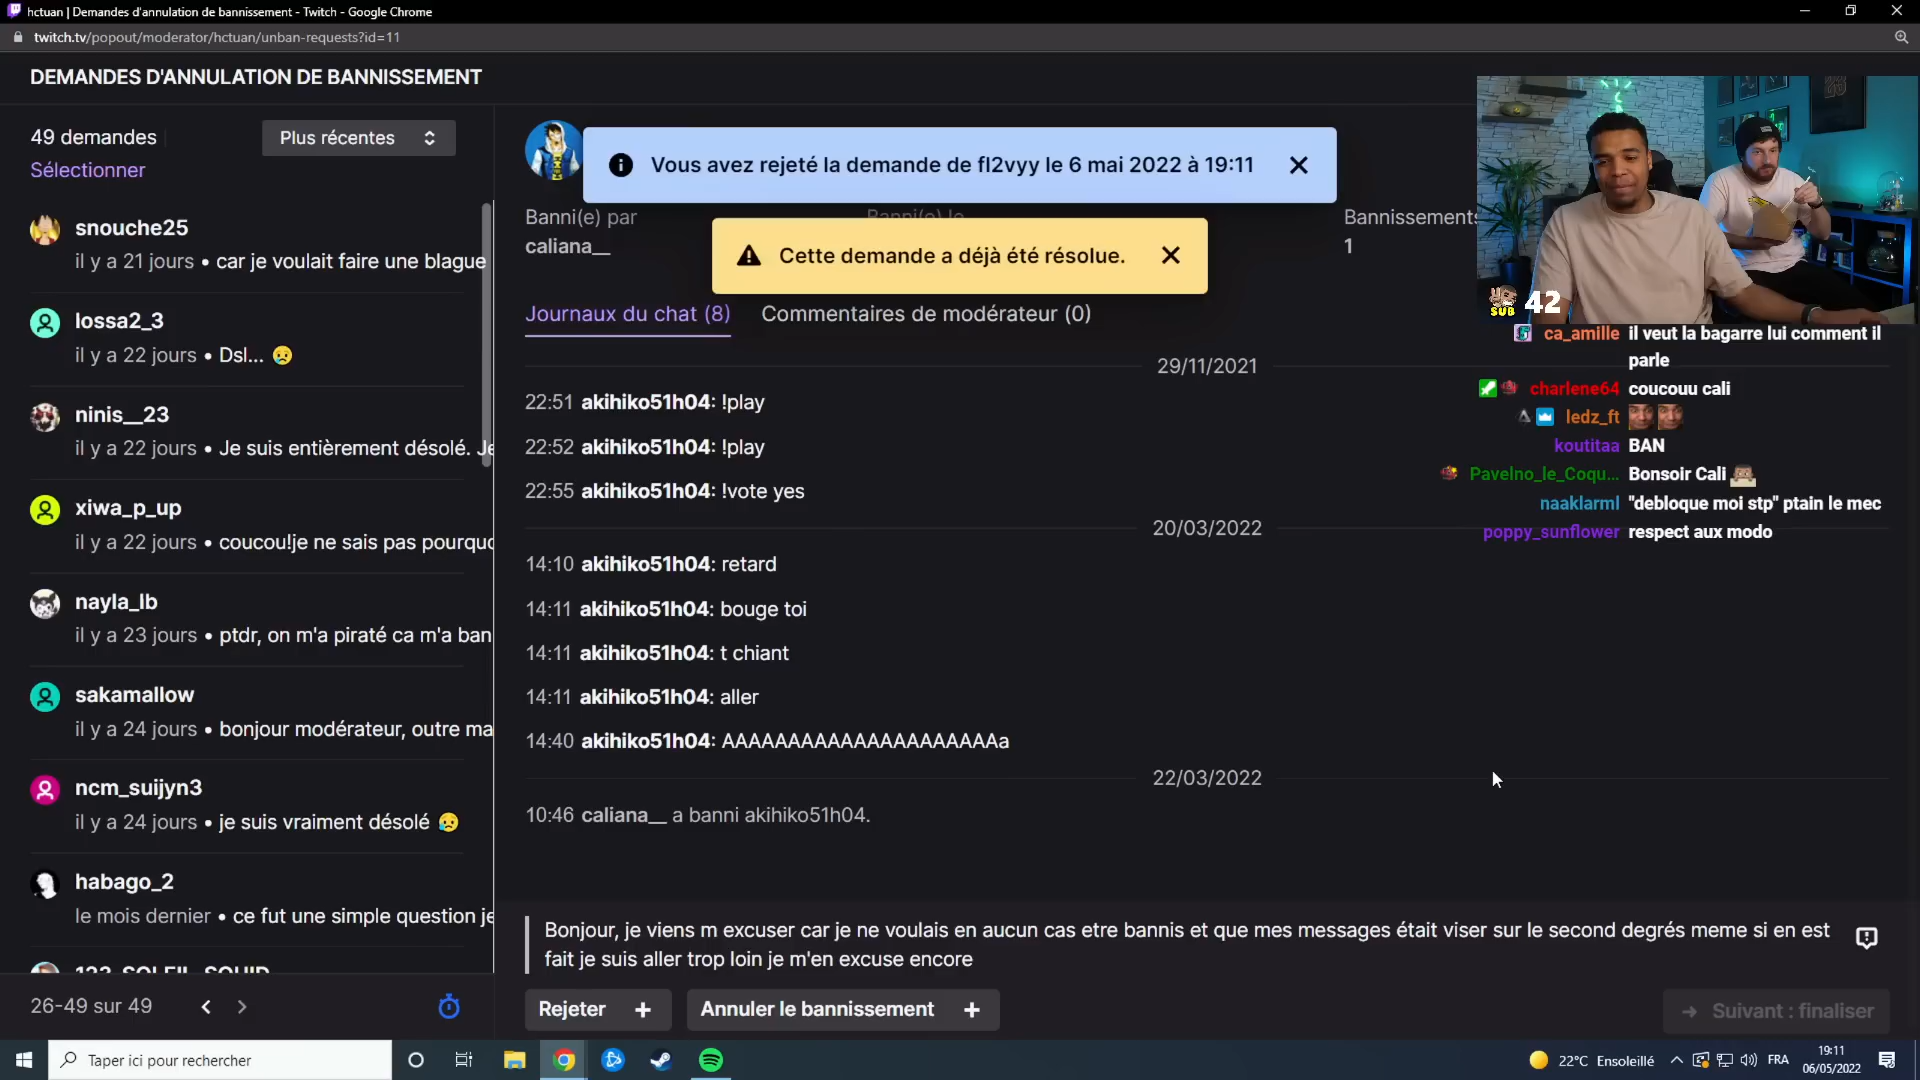 hctuan | Demandes d'annulation de bannissement - Twitch - Google Chrome
twitch.tv/popout/moderator/hctuan/unban-requests?id=11
DEMANDES D'ANNULATION DE BANNISSEMENT
49 demandes
Plus récentes
Sélectionner
snouche25
il y a 21 jours • car je voulait faire une blague
lossa2_3
il y a 22 jours • Dsl... 😥
ninis__23
il y a 22 jours • Je suis entièrement désolé. Je
xiwa_p_up
il y a 22 jours • coucou!je ne sais pas pourquo
nayla_lb
il y a 23 jours • ptdr, on m'a piraté ca m'a ban
sakamallow
il y a 24 jours • bonjour modérateur, outre ma
ncm_suijyn3
il y a 24 jours • je suis vraiment désolé 😥
habago_2
le mois dernier • ce fut une simple question je
26-49 sur 49
Vous avez rejeté la demande de fl2vyy le 6 mai 2022 à 19:11
Banni(e) par
caliana__
Banni(e) le
Bannissements
1
Cette demande a déjà été résolue.
Journaux du chat (8)
Commentaires de modérateur (0)
29/11/2021
22:51 akihiko51h04: !play
22:52 akihiko51h04: !play
22:55 akihiko51h04: !vote yes
20/03/2022
14:10 akihiko51h04: retard
14:11 akihiko51h04: bouge toi
14:11 akihiko51h04: t chiant
14:11 akihiko51h04: aller
14:40 akihiko51h04: AAAAAAAAAAAAAAAAAAAAAa
22/03/2022
10:46 caliana__ a banni akihiko51h04.
Bonjour, je viens m excuser car je ne voulais en aucun cas etre bannis et que mes messages était viser sur le second degrés meme si en est
fait je suis aller trop loin je m'en excuse encore
Rejeter +
Annuler le bannissement +
Suivant : finaliser
SUB 42
ca_amille il veut la bagarre lui comment il
parle
charlene64 coucouu cali
ledz_ft
koutitaa BAN
Pavelno_le_Coqu... Bonsoir Cali
naaklarml "debloque moi stp" ptain le mec
poppy_sunflower respect aux modo
Taper ici pour rechercher
22°C Ensoleillé
FRA
19:11
06/05/2022